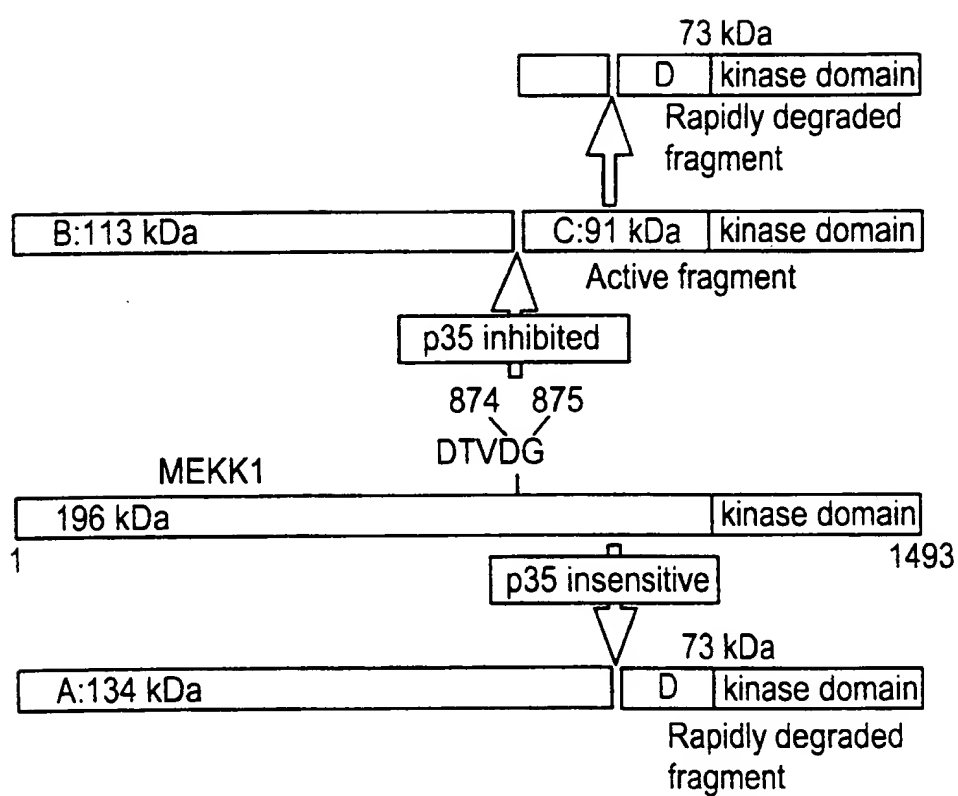 73 kDa
D kinase domain
Rapidly degraded
fragment
B:113 kDa C:91 kDa kinase domain
Active fragment
p35 inhibited
874 875
DTVDG
MEKK1
196 kDa kinase domain
1 1493
p35 insensitive
73 kDa
A:134 kDa D kinase domain
Rapidly degraded
fragment